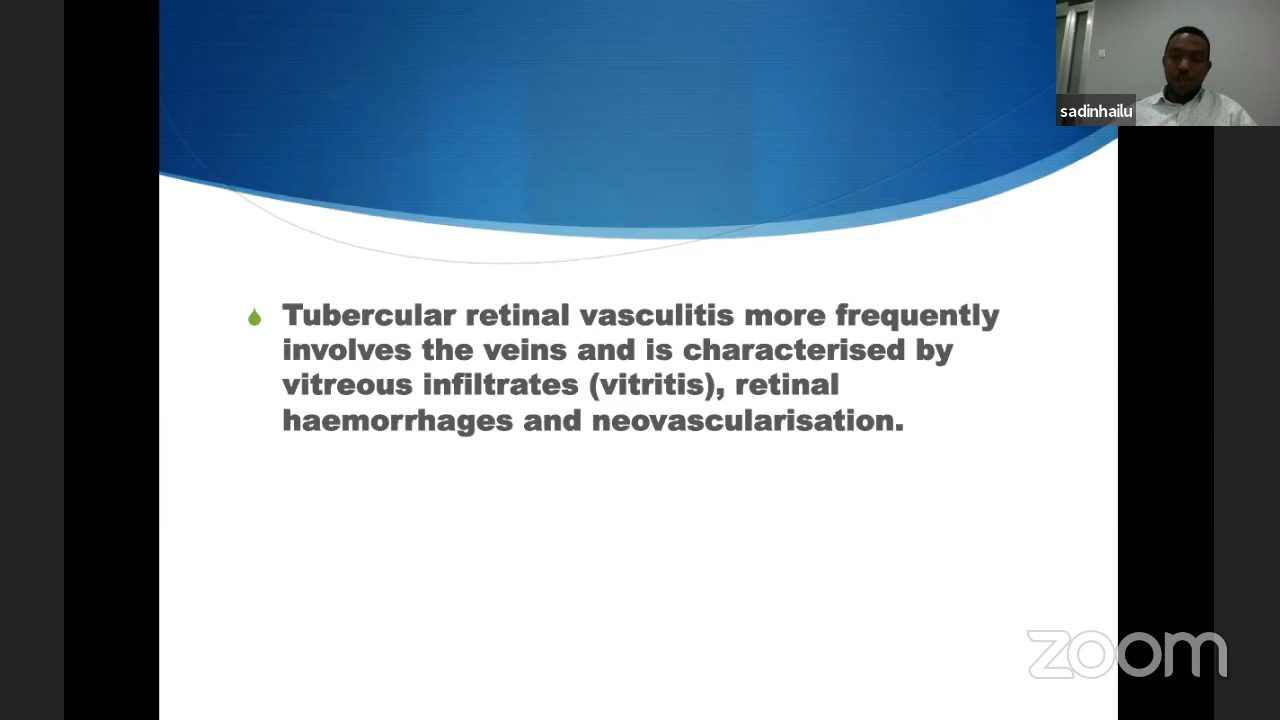 sadinhailu
Tubercular retinal vasculitis more frequently
involves the veins and is characterised by
vitreous infiltrates (vitritis), retinal
haemorrhages and neovascularisation.
zoom